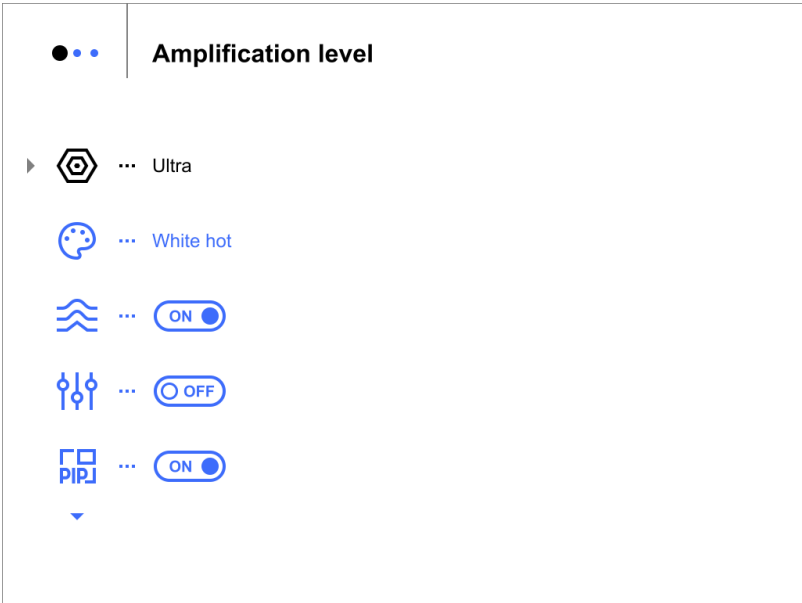 Amplification level
Ultra
White hot
ON
OFF
PIP
ON